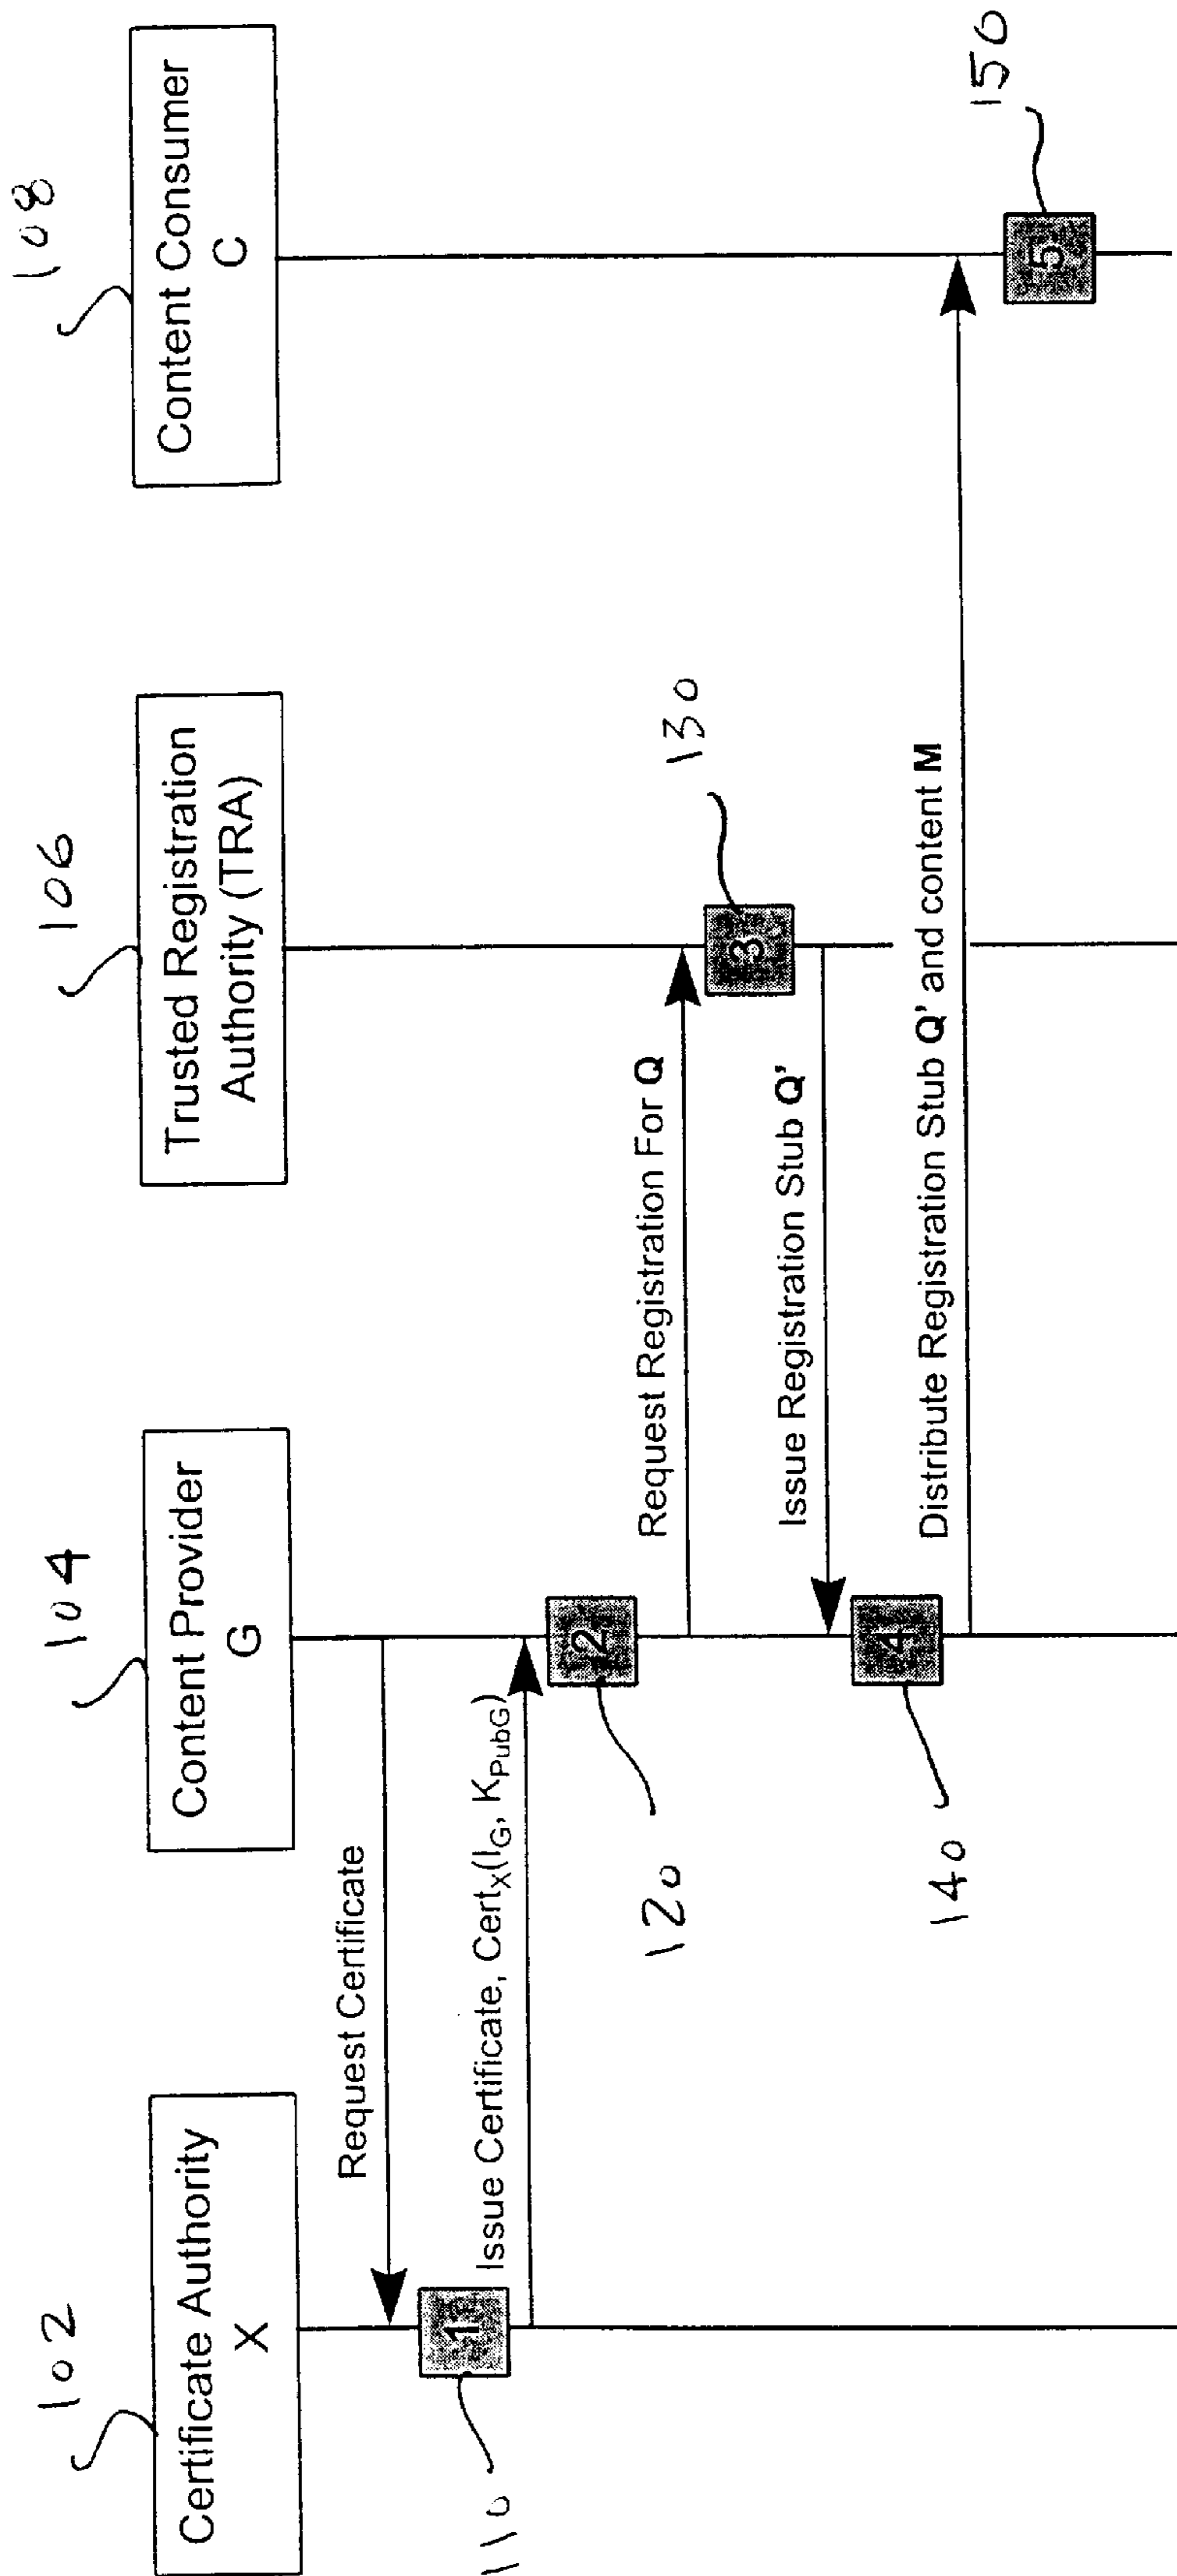 102
104
106
108
Certificate Authority
X
Content Provider
G
Trusted Registration
Authority (TRA)
Content Consumer
C
Request Certificate
1
110
Issue Certificate, Cert_X(I_G, K_PubG)
2
120
Request Registration For Q
3
130
Issue Registration Stub Q'
4
140
Distribute Registration Stub Q' and content M
5
150